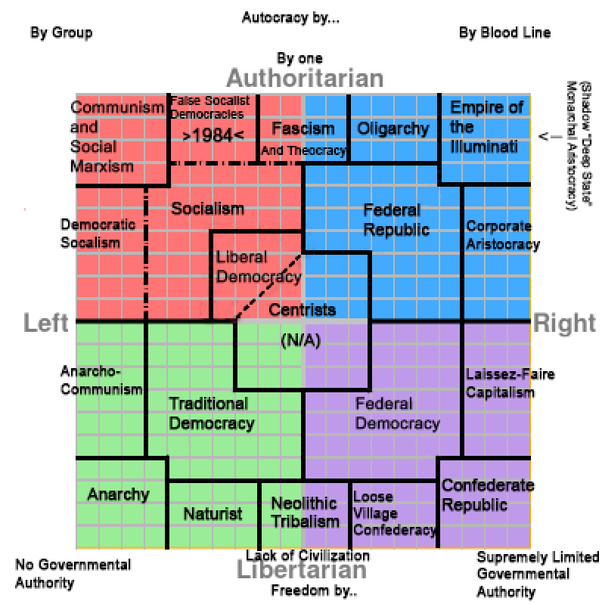 Autocracy by...
By Group
By Blood Line
By one
Authoritarian
Communism
and
Social
Marxism
False Socalist
Democracies
>1984<
Fascism
And Theocracy
Oligarchy
Empire of
the
Illuminati
<—
(Shadow "Deep State"
Monarchal Aristocracy)
Democratic
Socalism
Socialism
Liberal
Democracy
Federal
Republic
Corporate
Aristocracy
Centrists
Left
Right
(N/A)
Anarcho-
Communism
Traditional
Democracy
Federal
Democracy
Laissez-Faire
Capitalism
Anarchy
Naturist
Neolithic
Tribalism
Loose
Village
Confederacy
Confederate
Republic
Lack of Civilization
Libertarian
Freedom by..
No Governmental
Authority
Supremely Limited
Governmental
Authority